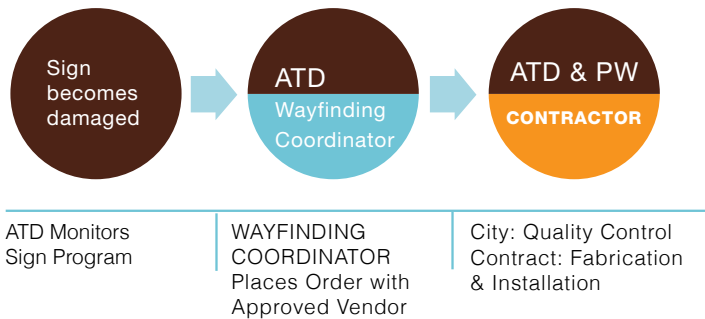 Sign
becomes
damaged
ATD
Wayfinding
Coordinator
ATD & PW
CONTRACTOR
ATD Monitors
Sign Program
WAYFINDING
COORDINATOR
Places Order with
Approved Vendor
City: Quality Control
Contract: Fabrication
& Installation